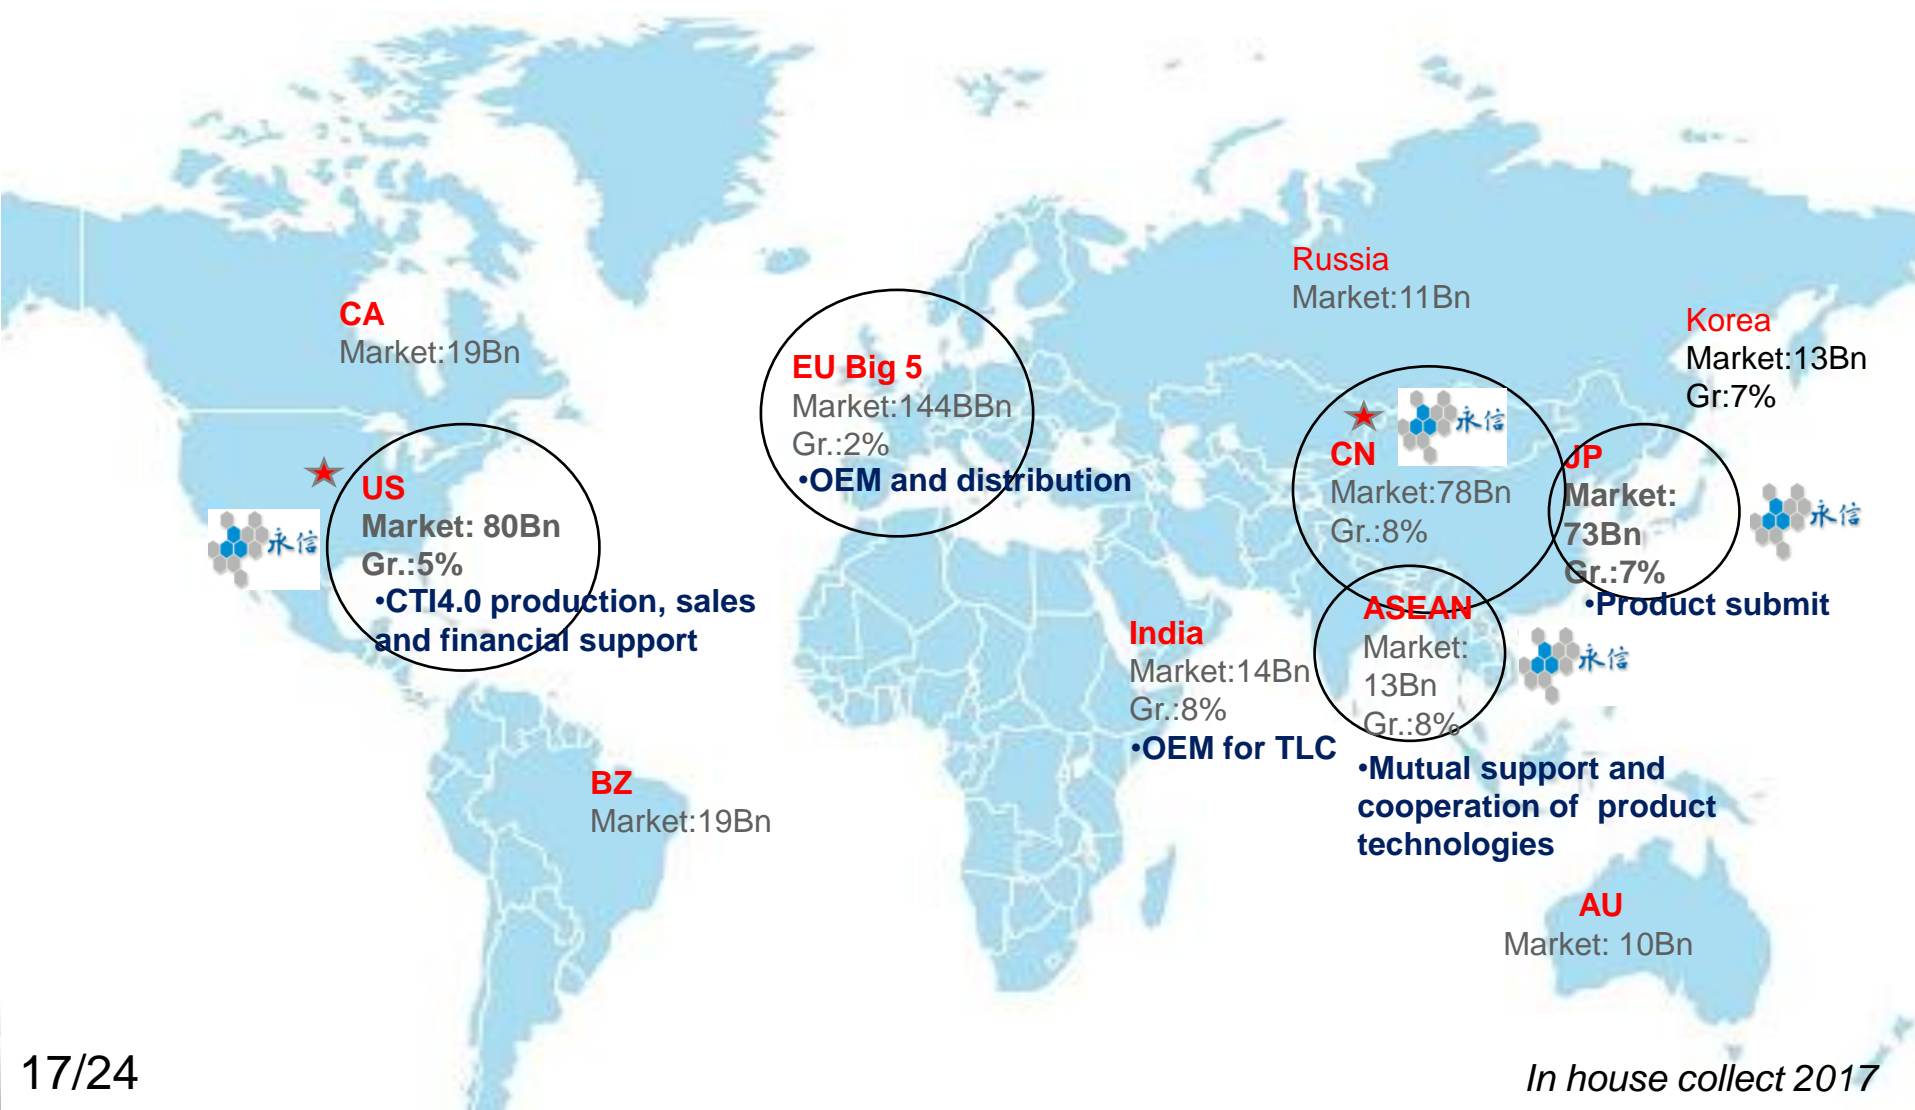 Russia
Market:11Bn
CA
Market:19Bn
Korea
Market:13Bn
Gr:7%
EU Big 5
Market:144BBn
Gr.:2%
•OEM and distribution
永信
CN
Market:78Bn
Gr.:8%
JP
Market:
73Bn
Gr.:7%
•Product submit
永信
US
Market: 80Bn
Gr.:5%
•CTI4.0 production, sales
and financial support
永信
India
Market:14Bn
Gr.:8%
•OEM for TLC
ASEAN
Market:
13Bn
Gr.:8%
永信
•Mutual support and
cooperation of  product
technologies
BZ
Market:19Bn
AU
Market: 10Bn
17/24
In house collect 2017